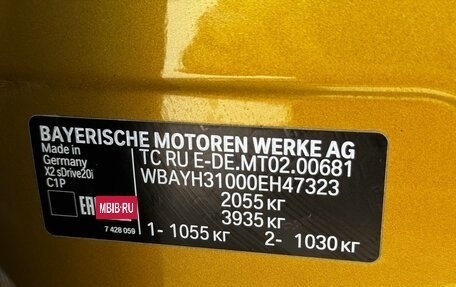 BAYERISCHE MOTOREN WERKE AG
Made in
Germany
X2 sDrive20i
C1P
TC RU E-DE.MT02.00681
WBAYH31000EH47323
2055 кг
3935 кг
1- 1055 кг 2- 1030 кг
MBIB·RU
7 428 059